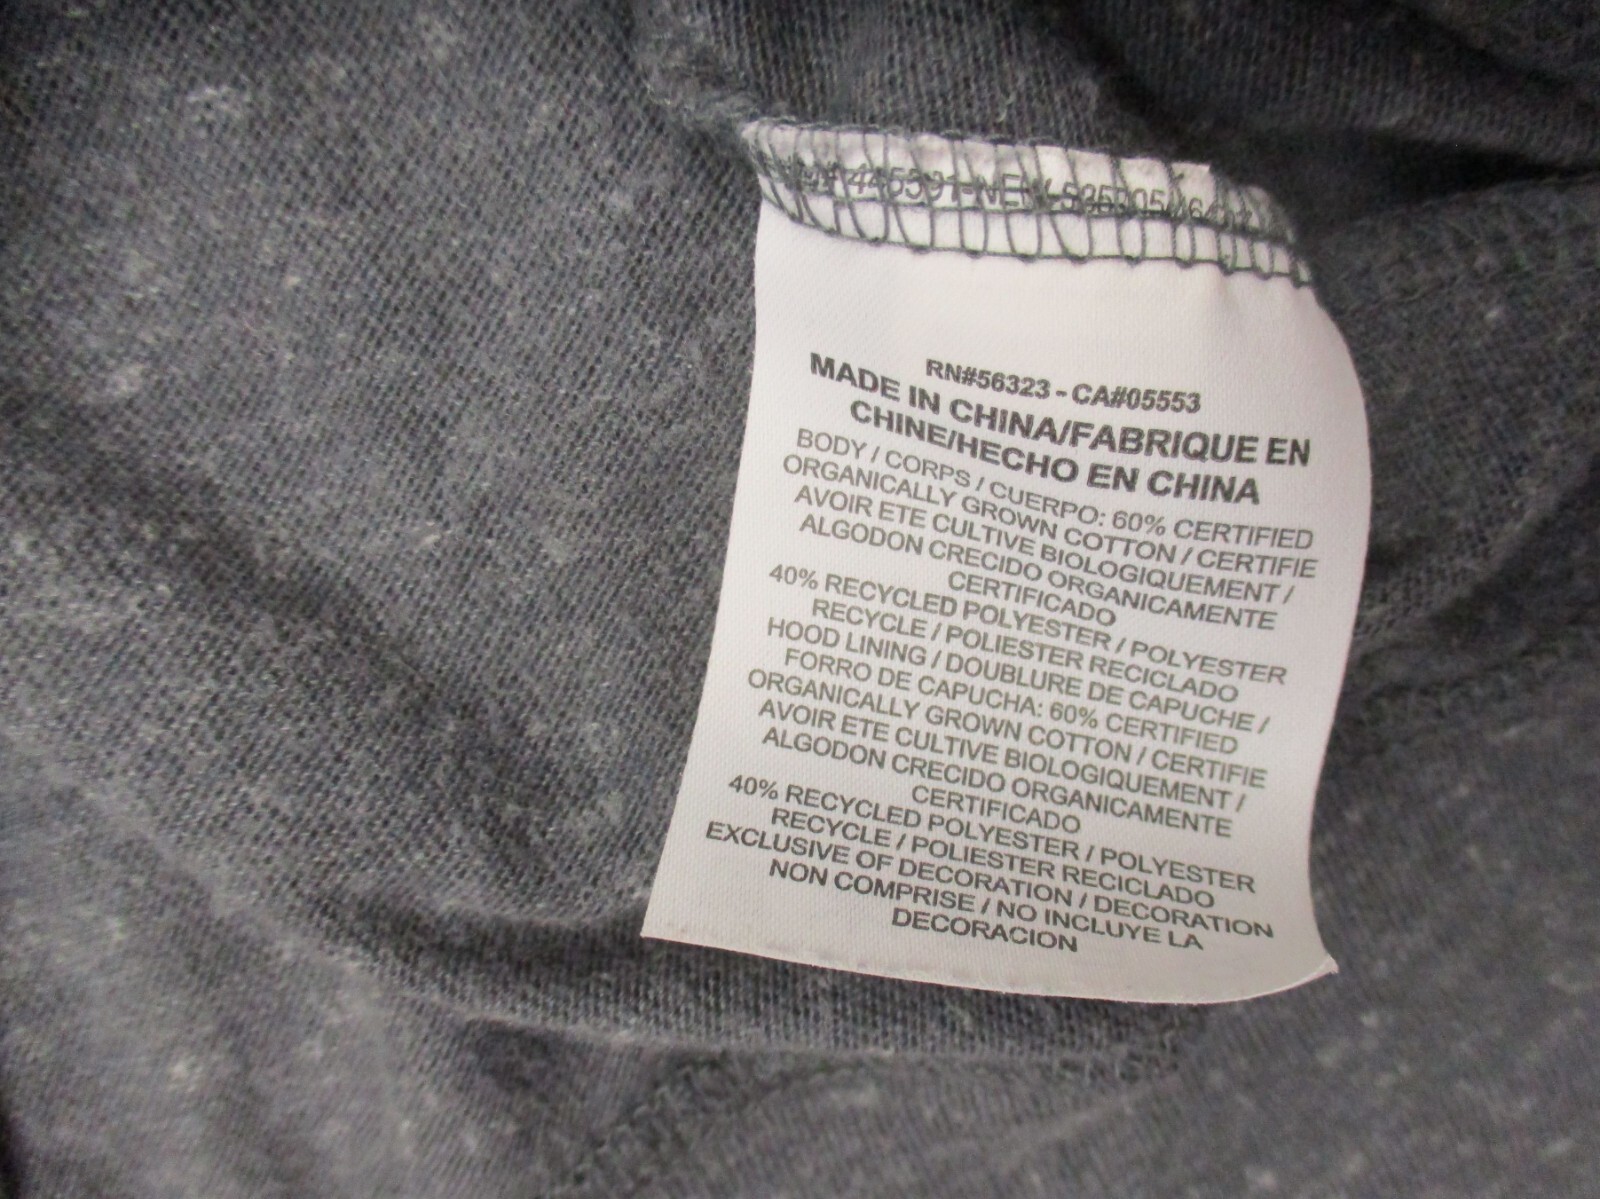 RN#56323 - CA#05553
MADE IN CHINA/FABRIQUE EN
CHINE/HECHO EN CHINA
BODY / CORPS / CUERPO: 60% CERTIFIED
ORGANICALLY GROWN COTTON / CERTIFIE
AVOIR ETE CULTIVE BIOLOGIQUEMENT /
ALGODON CRECIDO ORGANICAMENTE
CERTIFICADO
40% RECYCLED POLYESTER / POLYESTER
RECYCLE / POLIESTER RECICLADO
HOOD LINING / DOUBLURE DE CAPUCHE /
FORRO DE CAPUCHA: 60% CERTIFIED
ORGANICALLY GROWN COTTON / CERTIFIE
AVOIR ETE CULTIVE BIOLOGIQUEMENT /
ALGODON CRECIDO ORGANICAMENTE
CERTIFICADO
40% RECYCLED POLYESTER / POLYESTER
RECYCLE / POLIESTER RECICLADO
EXCLUSIVE OF DECORATION / DECORATION
NON COMPRISE / NO INCLUYE LA
DECORACION